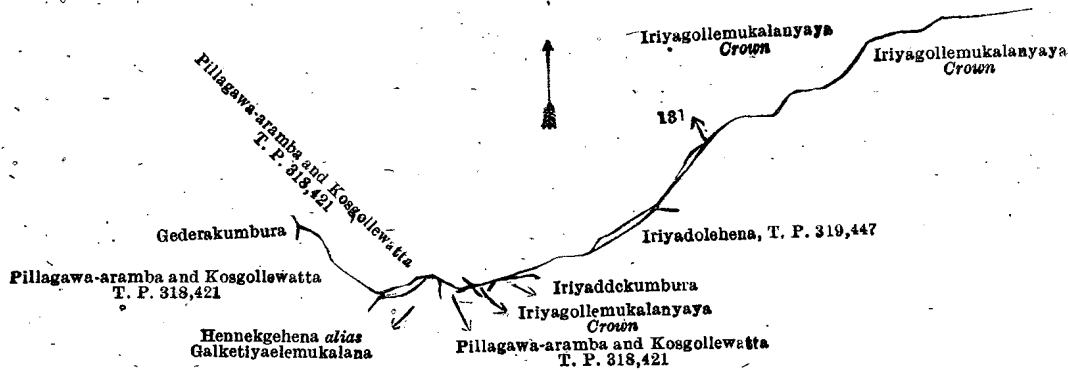 Iriyagollemukalanyaya
Crown
Iriyagollemukalanyaya
Crown
Pillagawa-aramba and Kosgollewatta
T. P. 318,421
181
Gederakumbura
Iriyadolehena, T. P. 319,447
Pillagawa-aramba and Kosgollewatta
T. P. 318,421
Iriyaddckumbura
Iriyagollemukalanyaya
Crown
Hennekgehena alias
Galketiyaelemukalana
Pillagawa-aramba and Kosgollewatta
T. P. 318,421